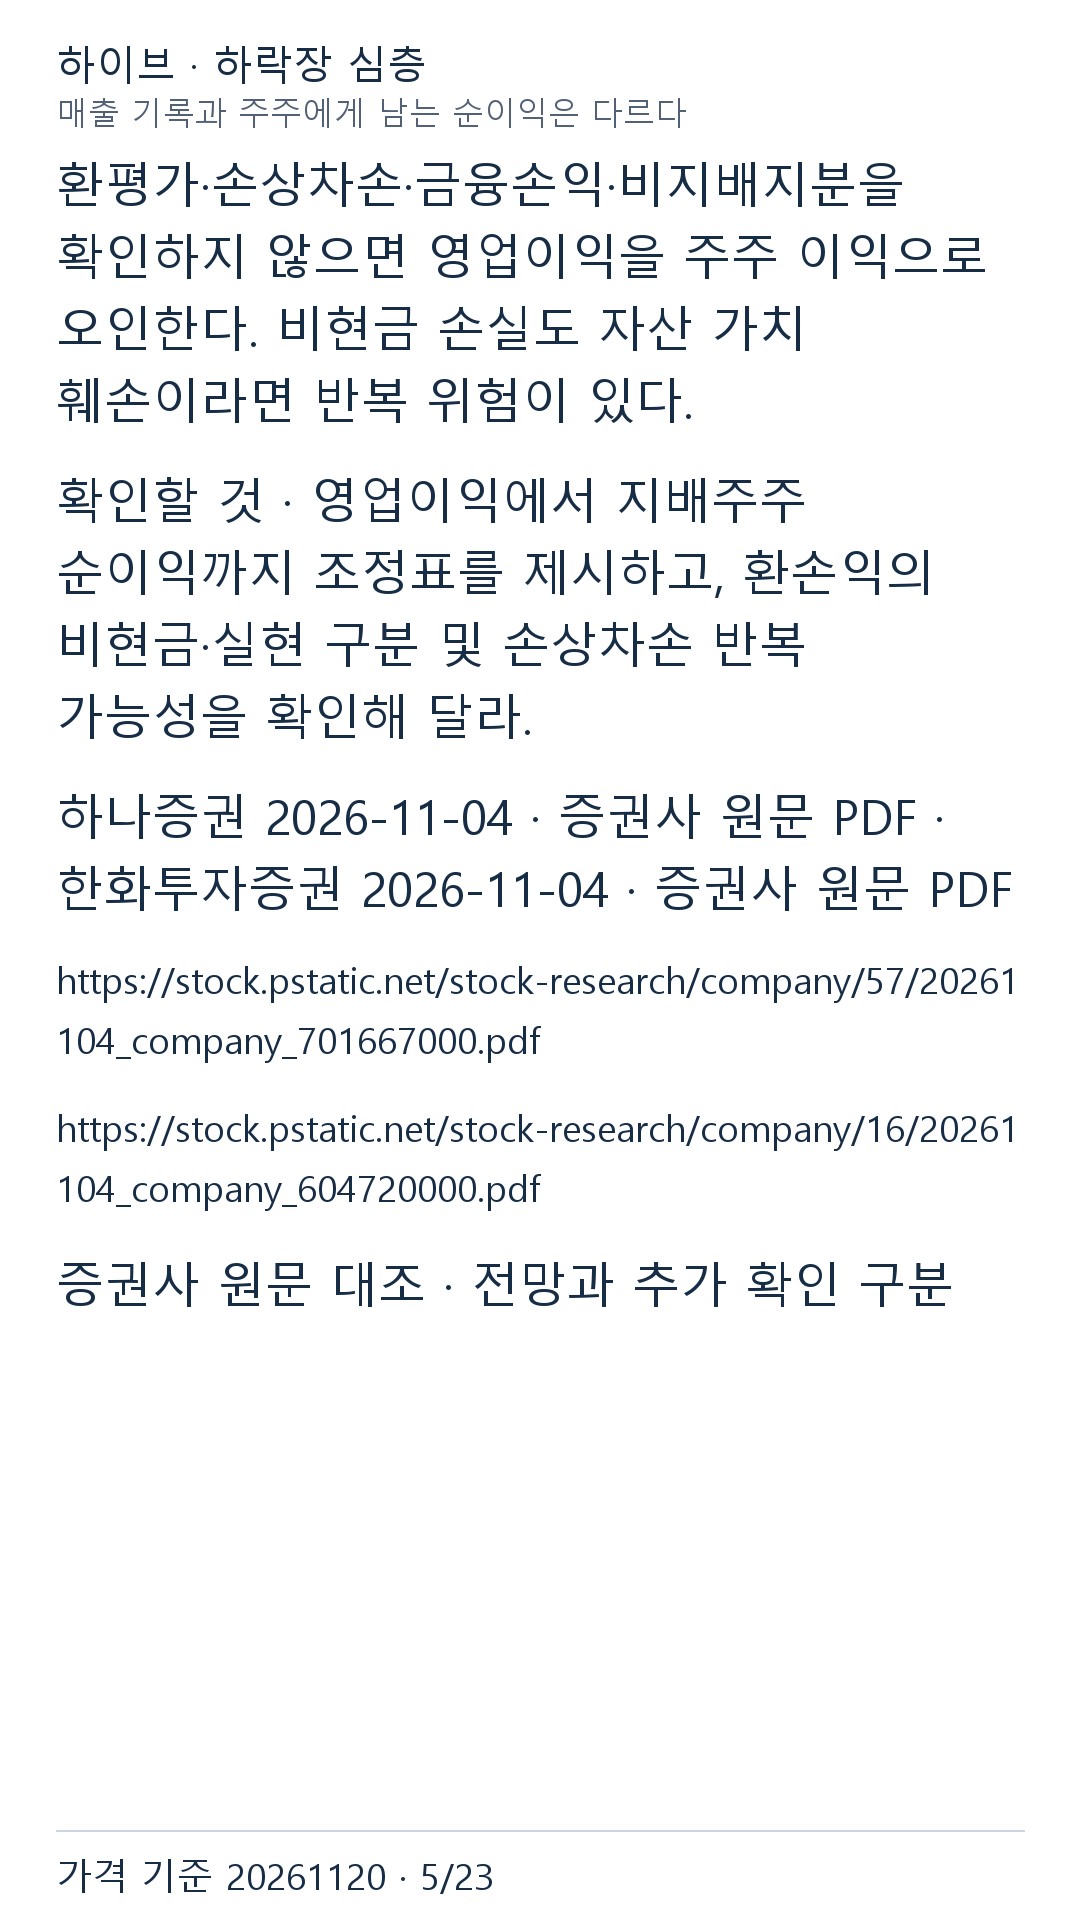 하이브 · 하락장 심층
매출 기록과 주주에게 남는 순이익은 다르다
환평가·손상차손·금융손익·비지배지분을
확인하지 않으면 영업이익을 주주 이익으로
오인한다. 비현금 손실도 자산 가치
훼손이라면 반복 위험이 있다.
확인할 것 · 영업이익에서 지배주주
순이익까지 조정표를 제시하고, 환손익의
비현금·실현 구분 및 손상차손 반복
가능성을 확인해 달라.
하나증권 2026-11-04 · 증권사 원문 PDF ·
한화투자증권 2026-11-04 · 증권사 원문 PDF
https://stock.pstatic.net/stock-research/company/57/20261
104_company_701667000.pdf
https://stock.pstatic.net/stock-research/company/16/20261
104_company_604720000.pdf
증권사 원문 대조 · 전망과 추가 확인 구분
가격 기준 20261120 · 5/23